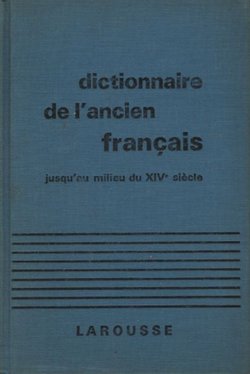 dictionnaire
de l'ancien
français
jusqu'au milieu du XIVe siècle
LAROUSSE